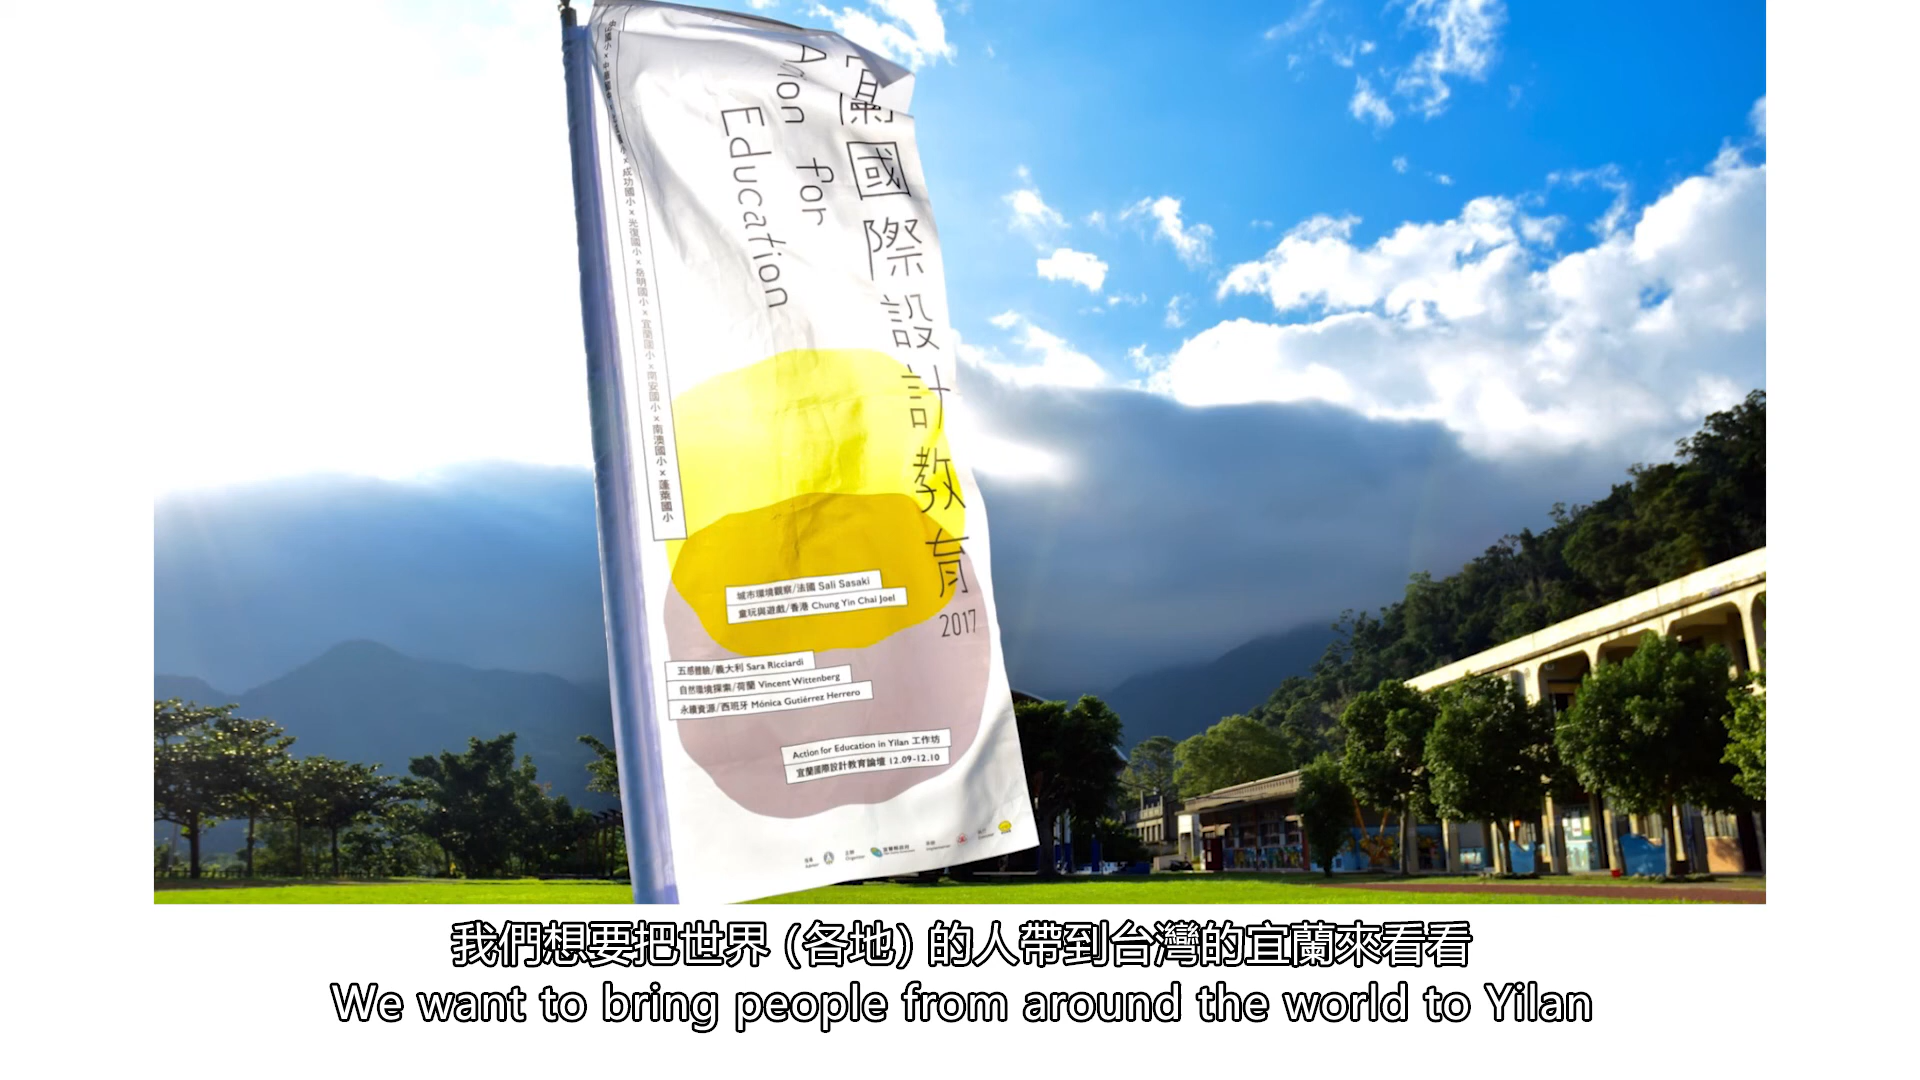 宜蘭國際設計教育
2017
Action for
Education
成功國小 × 光復國小 × 岳明國小 × 宜蘭國小 × 南安國小 × 南澳國小 × 蓬萊國小
城市環境觀察/法國 Sali Sasaki
童玩與遊戲/香港 Chung Yin Chai Joel
五感體驗/義大利 Sara Ricciardi
自然環境探索/荷蘭 Vincent Wittenberg
永續資源/西班牙 Mónica Gutiérrez Herrero
Action for Education in Yilan 工作坊
宜蘭國際設計教育論壇 12.09-12.10
宜蘭縣政府
我們想要把世界 (各地) 的人帶到台灣的宜蘭來看看
We want to bring people from around the world to Yilan